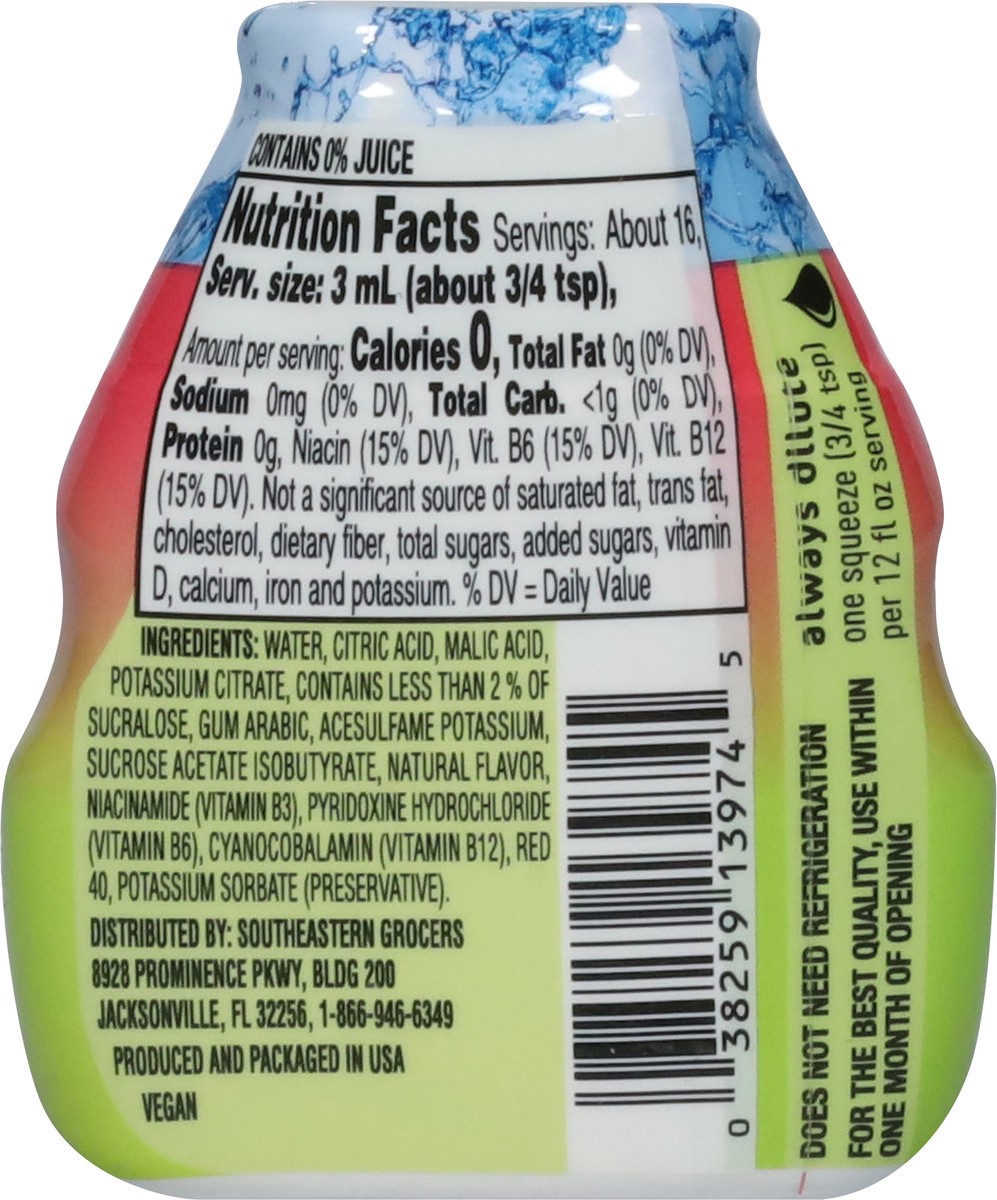 CONTAINS 0% JUICE
Nutrition Facts Servings: About 16,
Serv. size: 3 mL (about 3/4 tsp),
Amount per serving: Calories 0, Total Fat 0g (0% DV),
Sodium 0mg (0% DV), Total Carb. <1g (0% DV),
Protein 0g, Niacin (15% DV), Vit. B6 (15% DV), Vit. B12
(15% DV). Not a significant source of saturated fat, trans fat,
cholesterol, dietary fiber, total sugars, added sugars, vitamin
D, calcium, iron and potassium. % DV = Daily Value
INGREDIENTS: WATER, CITRIC ACID, MALIC ACID,
POTASSIUM CITRATE, CONTAINS LESS THAN 2 % OF
SUCRALOSE, GUM ARABIC, ACESULFAME POTASSIUM,
SUCROSE ACETATE ISOBUTYRATE, NATURAL FLAVOR,
NIACINAMIDE (VITAMIN B3), PYRIDOXINE HYDROCHLORIDE
(VITAMIN B6), CYANOCOBALAMIN (VITAMIN B12), RED
40, POTASSIUM SORBATE (PRESERVATIVE).
DISTRIBUTED BY: SOUTHEASTERN GROCERS
8928 PROMINENCE PKWY, BLDG 200
JACKSONVILLE, FL 32256, 1-866-946-6349
PRODUCED AND PACKAGED IN USA
VEGAN
0 38259 13974 5
always dilute
one squeeze (3/4 tsp)
per 12 fl oz serving
DOES NOT NEED REFRIGERATION
FOR THE BEST QUALITY, USE WITHIN
ONE MONTH OF OPENING